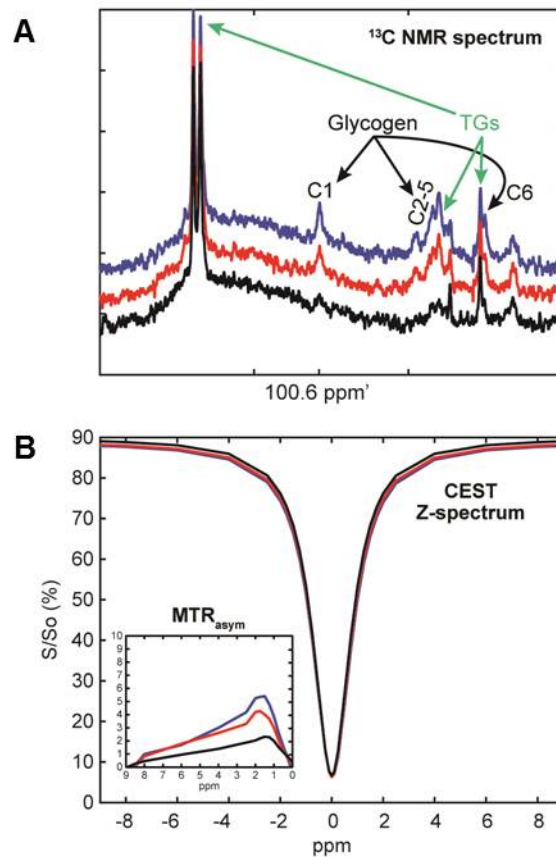 A
¹³C NMR spectrum
Glycogen
TGs
C1
C2-5
C6
100.6 ppm'
B
90
80
70
60
50
40
30
20
10
0
S/So (%)
CEST
Z-spectrum
MTRasym
10
9
8
7
6
5
4
3
2
1
0
9 8 7 6 5 4 3 2 1 0
ppm
-8 -6 -4 -2 0 2 4 6 8
ppm